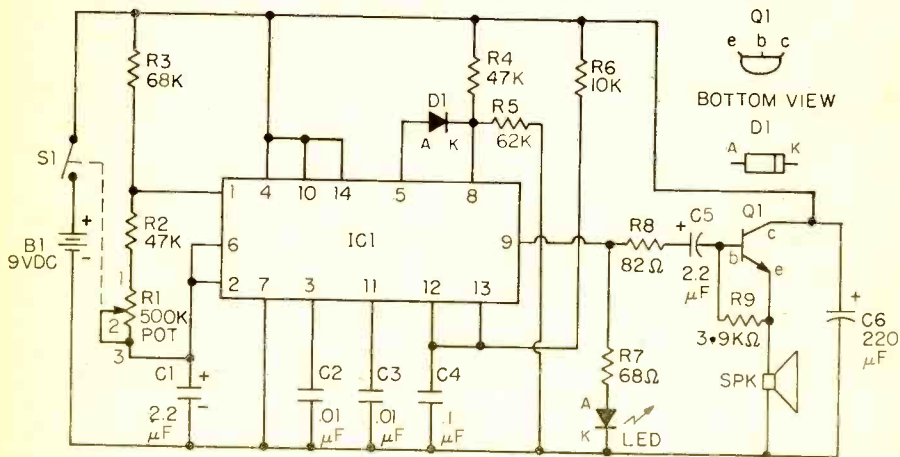 Q1
e b c
BOTTOM VIEW
D1
A K
R3
68K
R4
47K
R6
10K
D1
A K
R5
62K
S1
1 4 10 14 5 8
R2
47K
6
2
IC1
9
B1
9VDC
+
-
1
R1
500K
POT
2
3
7 3 11 12 13
R8
82Ω
+ C5
2.2
µF
Q1
c
b
e
R9
3.9KΩ
+
C6
220
µF
C1
+
-
2.2
µF
C2
.01
µF
C3
.01
µF
C4
.1
µF
R7
68Ω
A
K
LED
SPK